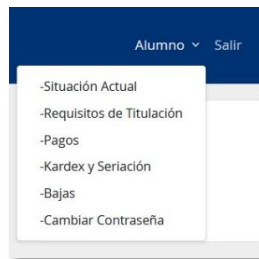 Alumno Salir
-Situación Actual
-Requisitos de Titulación
-Pagos
-Kardex y Seriación
-Bajas
-Cambiar Contraseña